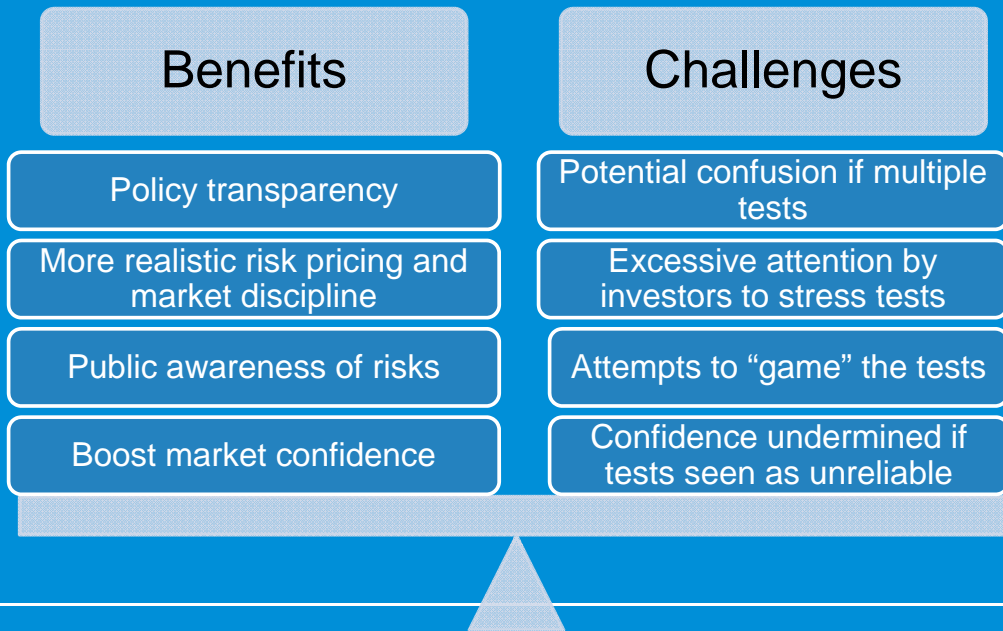 Benefits
Policy transparency
More realistic risk pricing and
market discipline
Public awareness of risks
Boost market confidence
Challenges
Potential confusion if multiple
tests
Excessive attention by
investors to stress tests
Attempts to “game” the tests
Confidence undermined if
tests seen as unreliable